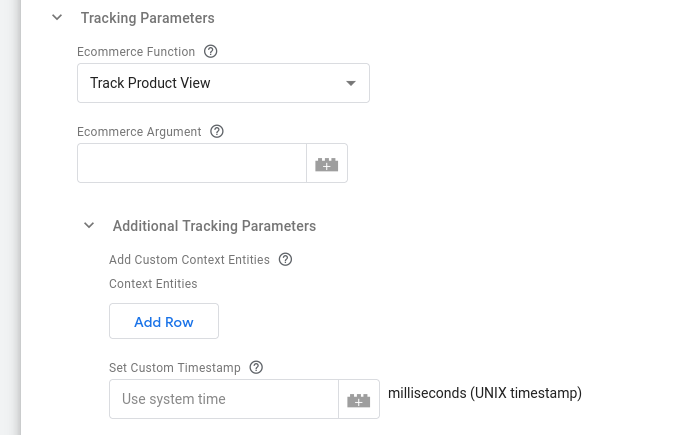 Tracking Parameters
Ecommerce Function
Track Product View
Ecommerce Argument
Additional Tracking Parameters
Add Custom Context Entities
Context Entities
Add Row
Set Custom Timestamp
Use system time milliseconds (UNIX timestamp)